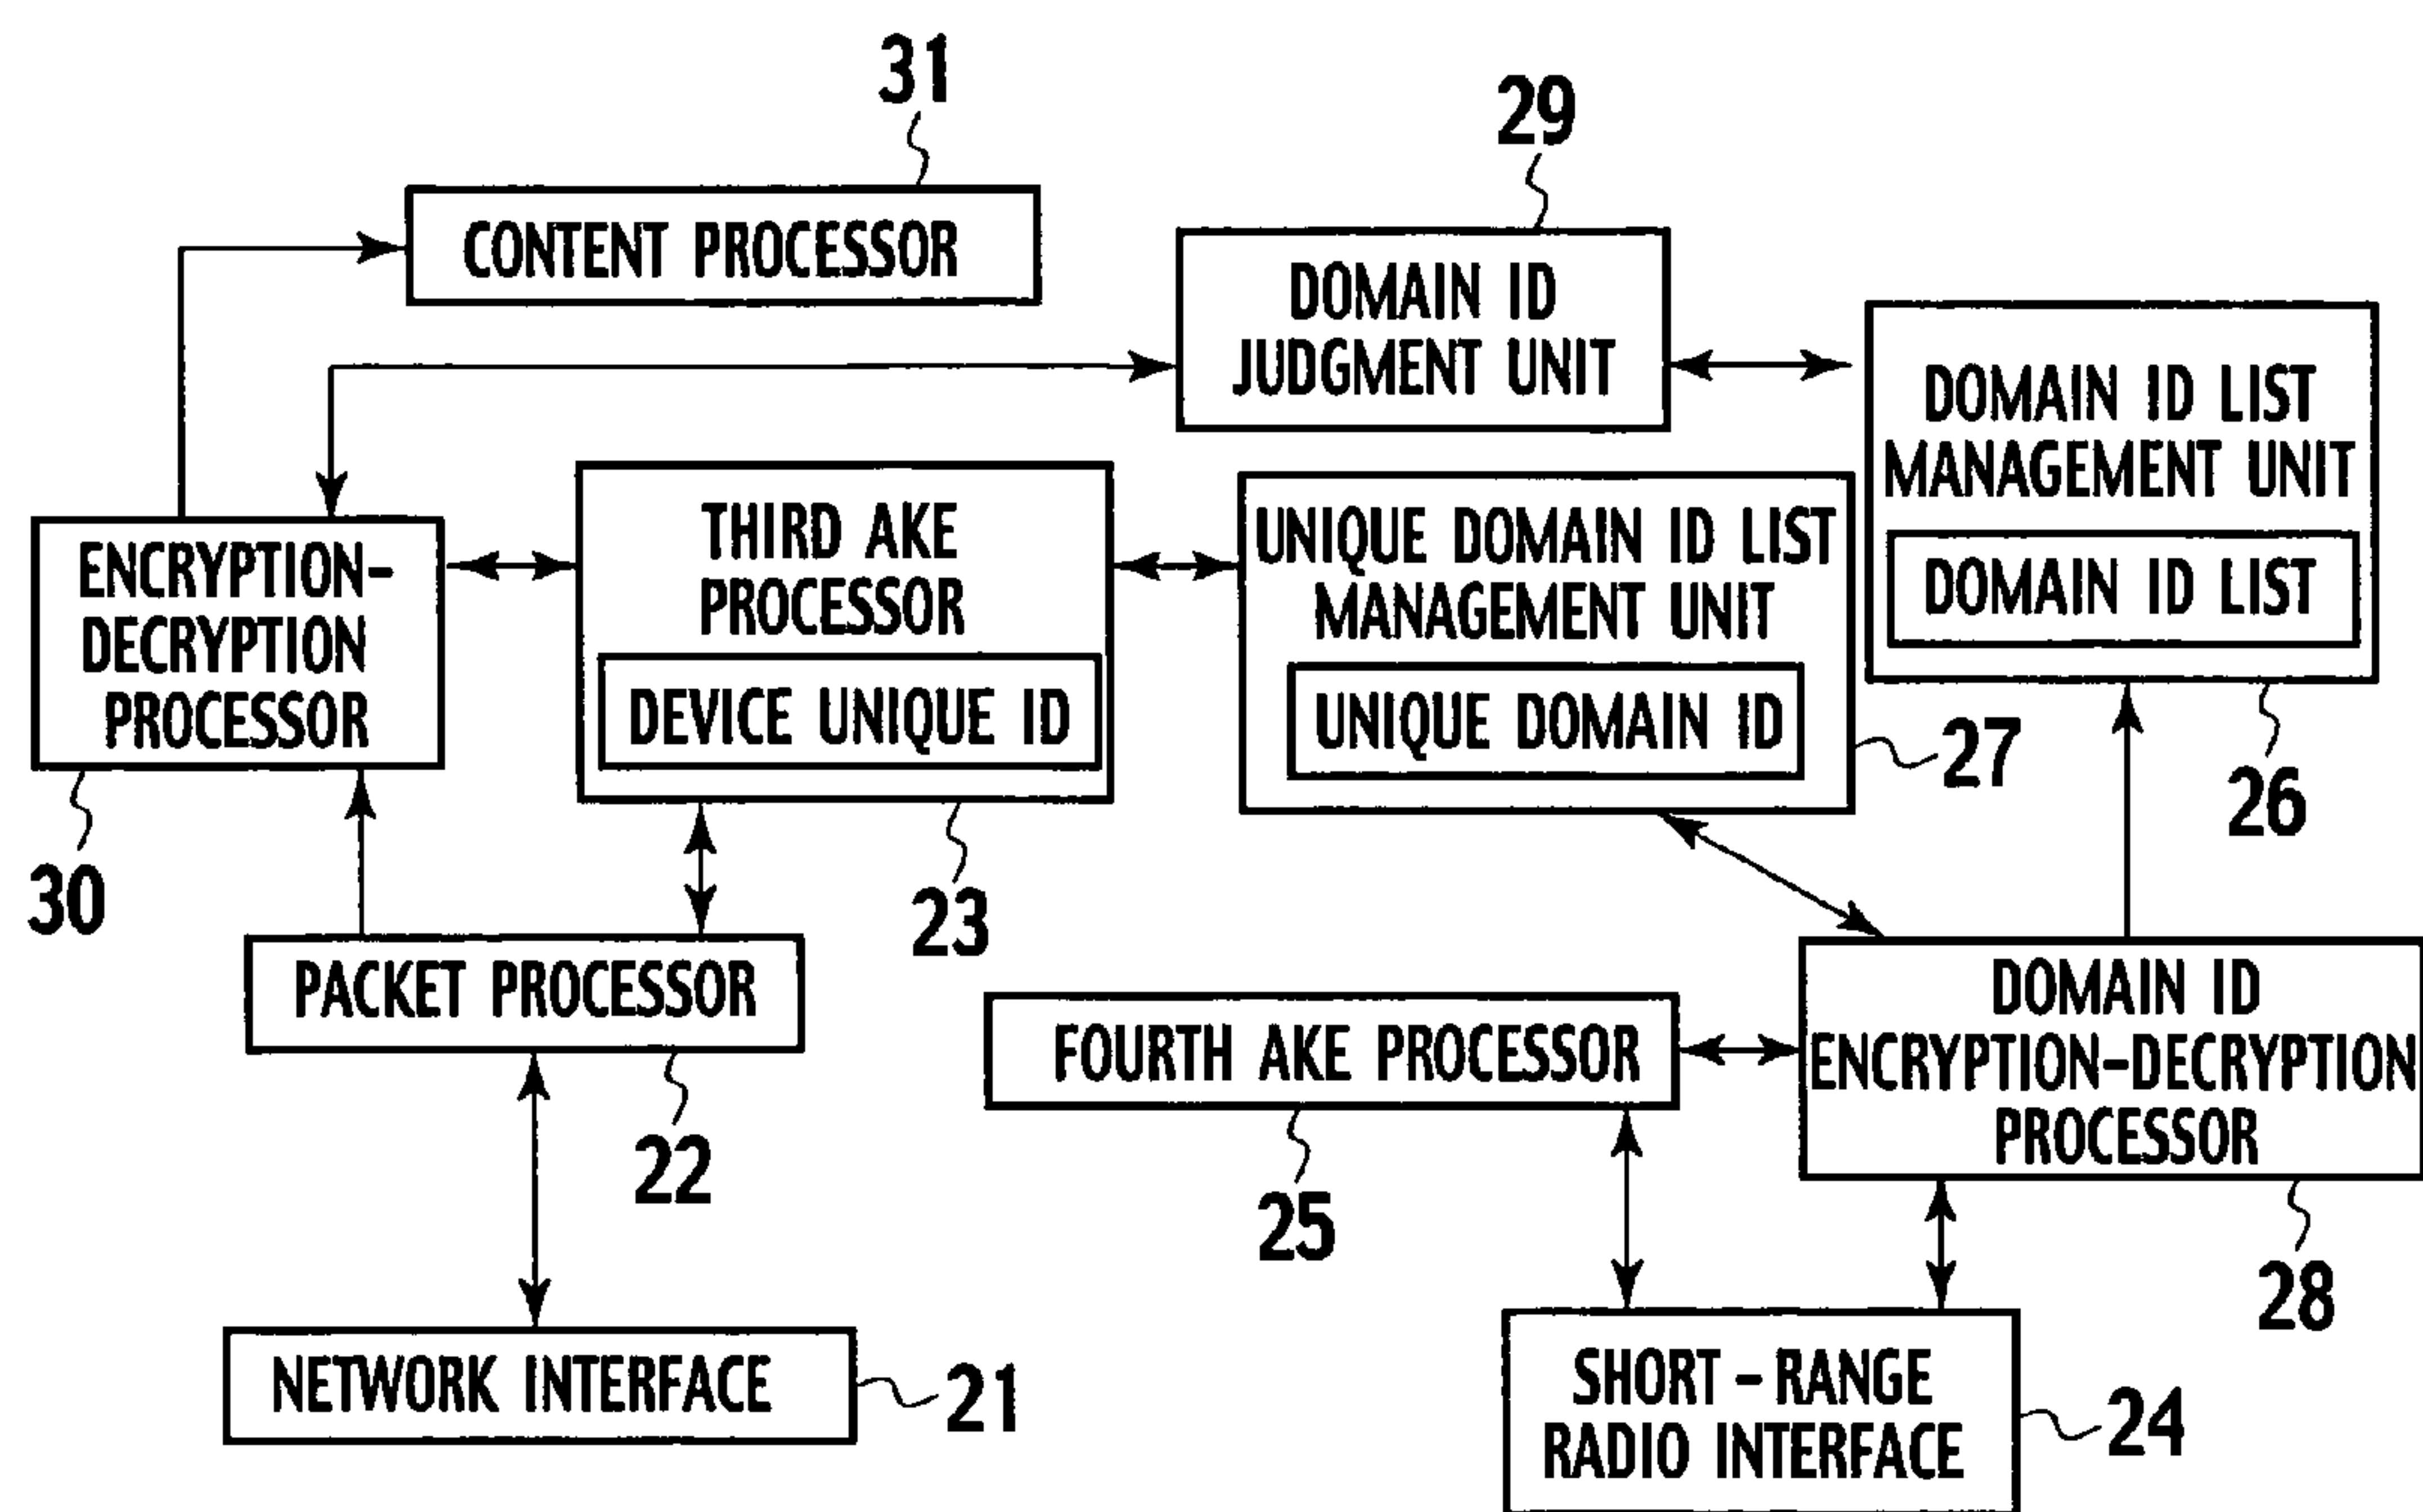 31
CONTENT PROCESSOR
29
DOMAIN ID
JUDGMENT UNIT
DOMAIN ID LIST
MANAGEMENT UNIT
DOMAIN ID LIST
26
ENCRYPTION-
DECRYPTION
PROCESSOR
30
THIRD AKE
PROCESSOR
DEVICE UNIQUE ID
23
UNIQUE DOMAIN ID LIST
MANAGEMENT UNIT
UNIQUE DOMAIN ID
27
PACKET PROCESSOR
22
FOURTH AKE PROCESSOR
25
DOMAIN ID
ENCRYPTION-DECRYPTION
PROCESSOR
28
NETWORK INTERFACE
21
SHORT-RANGE
RADIO INTERFACE
24